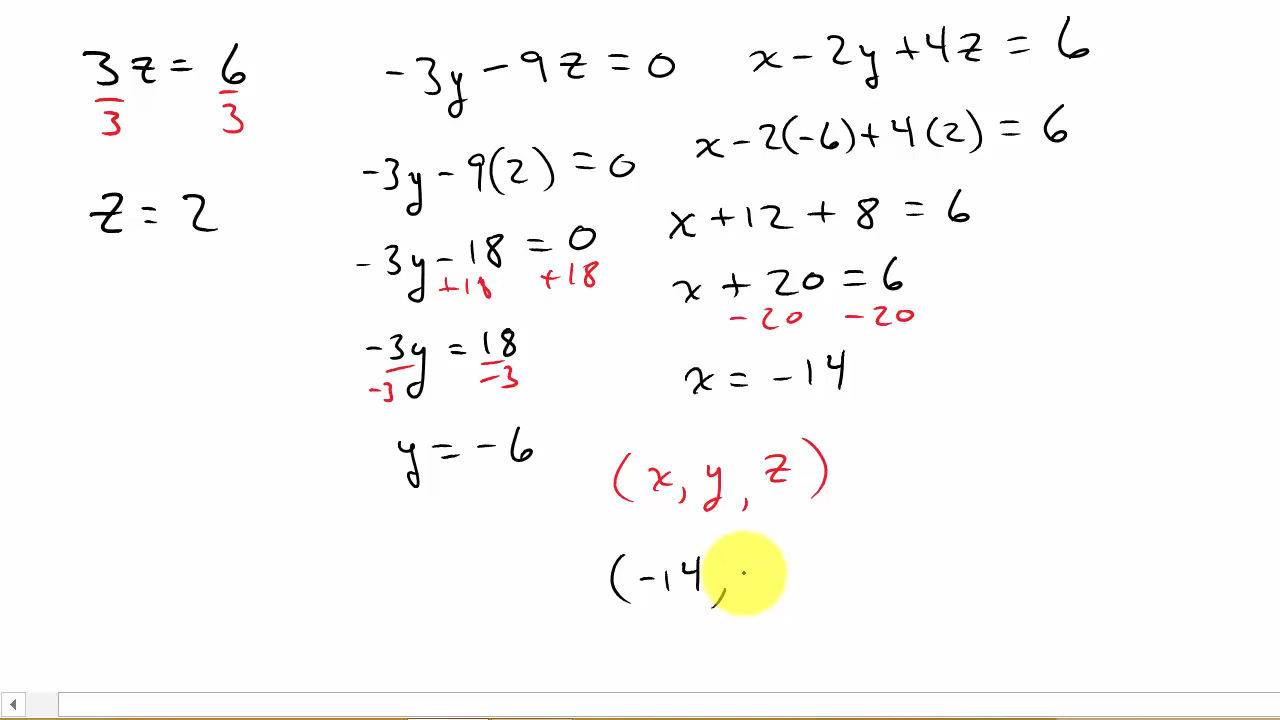 3z = 6
3 3
z = 2
-3y - 9z = 0
-3y - 9(2) = 0
-3y - 18 = 0
+18 +18
-3y = 18
-3 -3
y = -6
x - 2y + 4z = 6
x - 2(-6) + 4(2) = 6
x + 12 + 8 = 6
x + 20 = 6
-20 -20
x = -14
(x, y, z)
(-14,